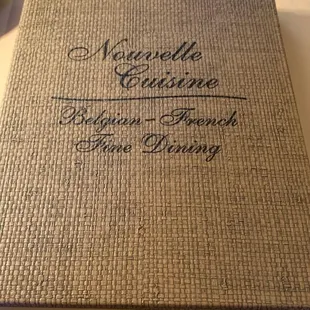 Nouvelle
Cuisine
Belgian - French
Fine Dining